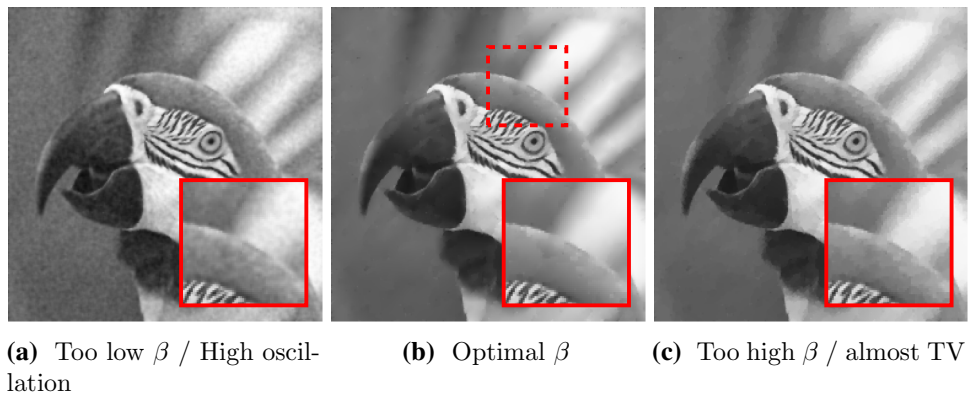 (a) Too low β / High oscil-
lation
(b) Optimal β
(c) Too high β / almost TV